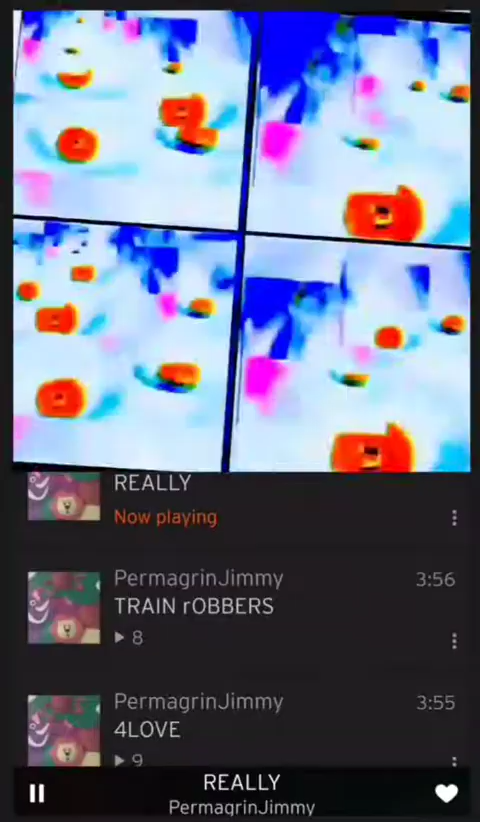 REALLY
Now playing
PermagrinJimmy 3:56
TRAIN rOBBERS
8
PermagrinJimmy 3:55
4LOVE
9
REALLY
PermagrinJimmy